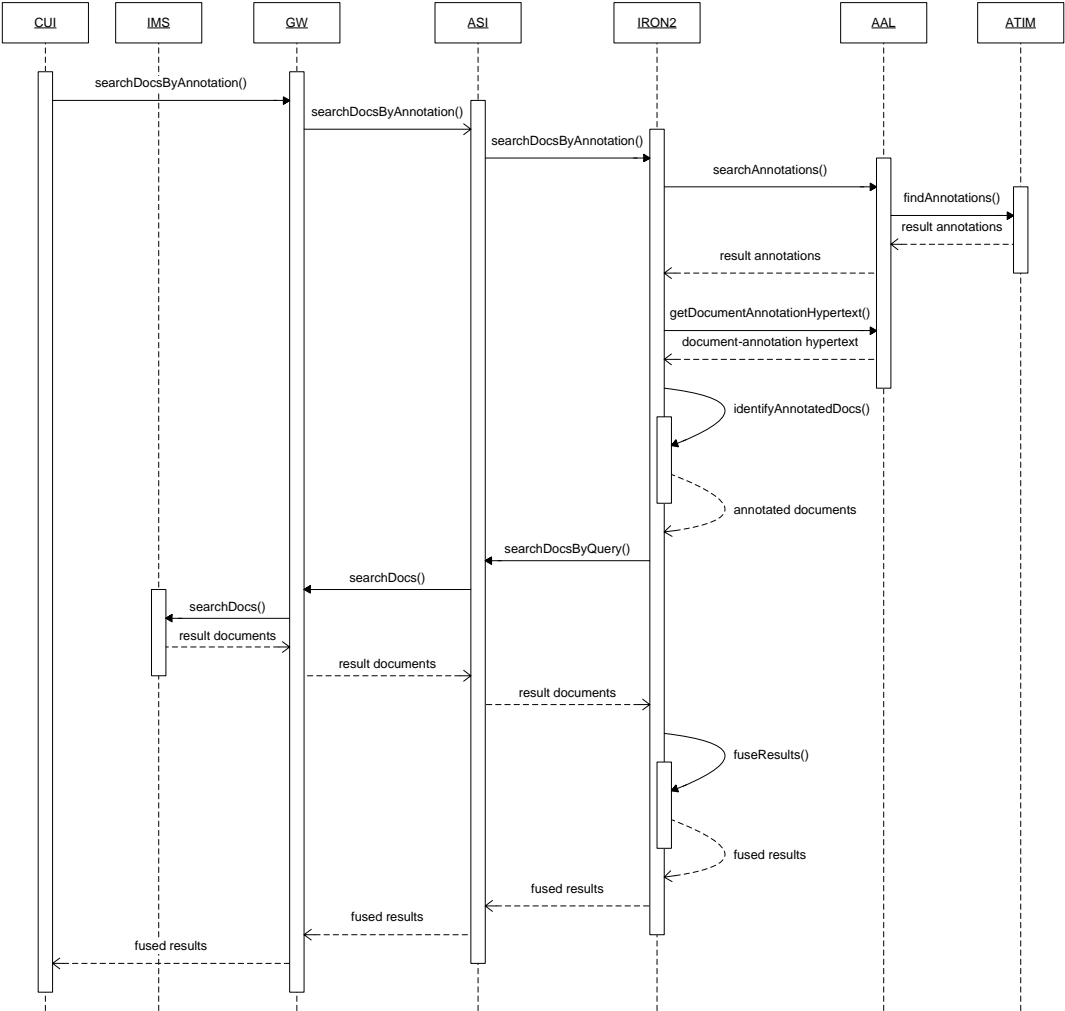 CUI
IMS
GW
ASI
IRON2
AAL
ATIM
searchDocsByAnnotation()
searchDocsByAnnotation()
searchDocsByAnnotation()
searchAnnotations()
findAnnotations()
result annotations
result annotations
getDocumentAnnotationHypertext()
document-annotation hypertext
identifyAnnotatedDocs()
annotated documents
searchDocsByQuery()
searchDocs()
searchDocs()
result documents
result documents
result documents
fuseResults()
fused results
fused results
fused results
fused results